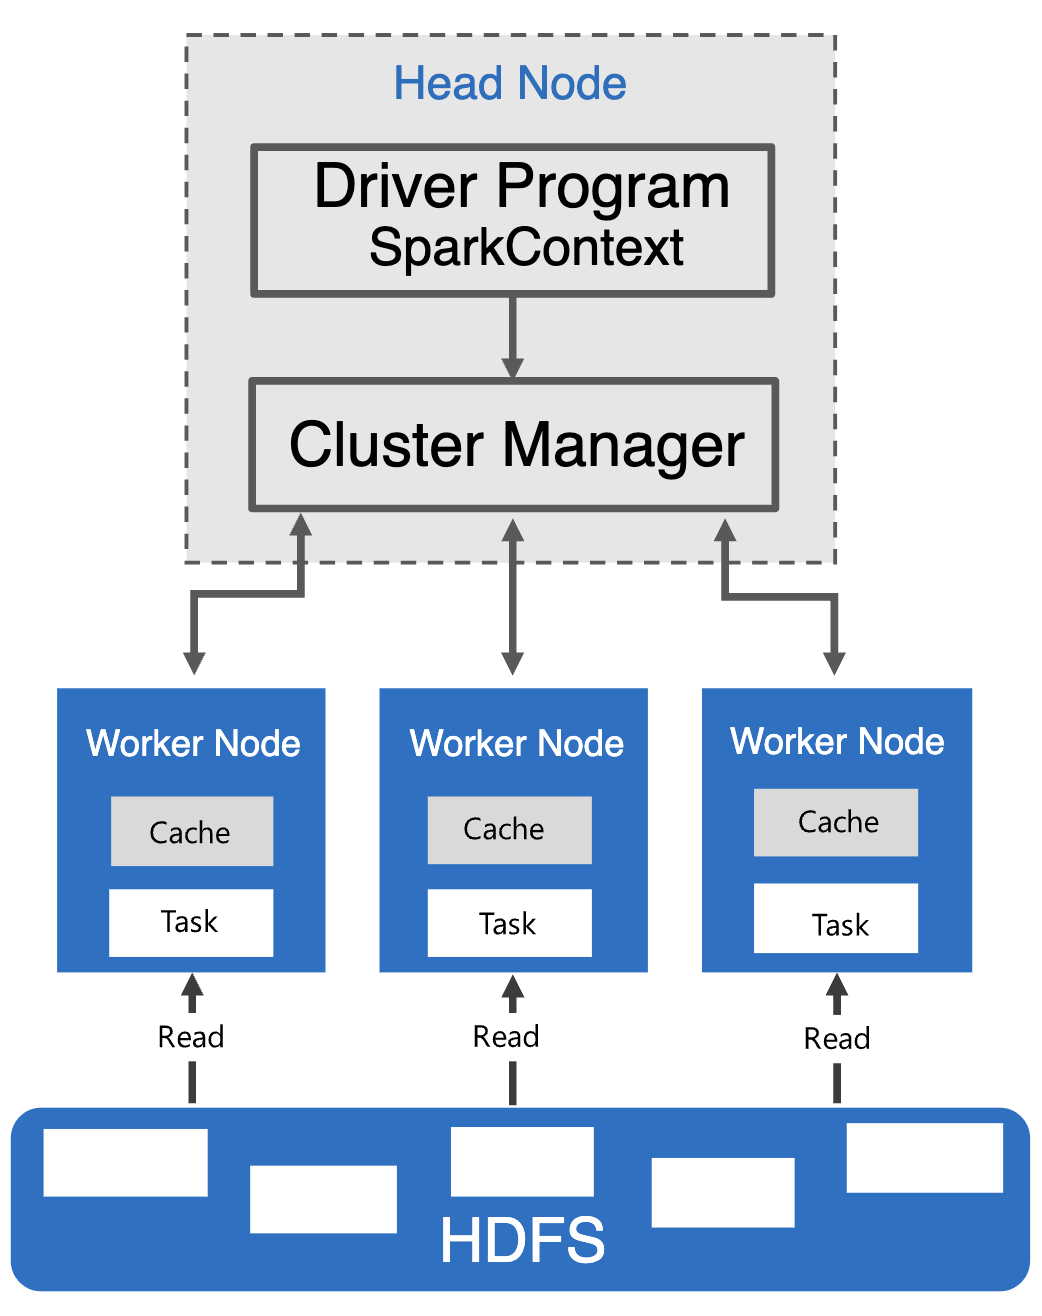 Head Node
Driver Program
SparkContext
Cluster Manager
Worker Node
Cache
Task
Read
Worker Node
Cache
Task
Read
Worker Node
Cache
Task
Read
HDFS